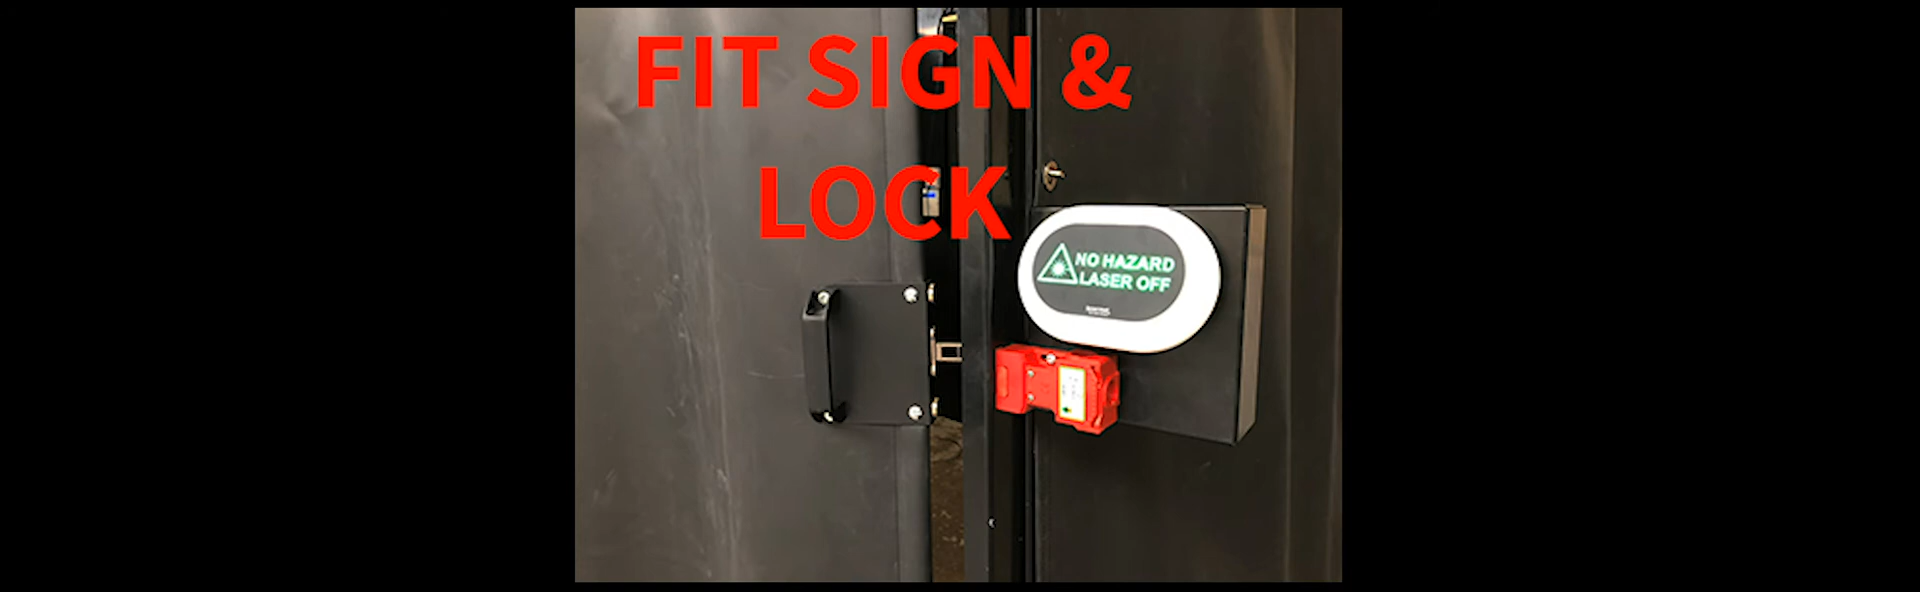 FIT SIGN &
LOCK
NO HAZARD
LASER OFF